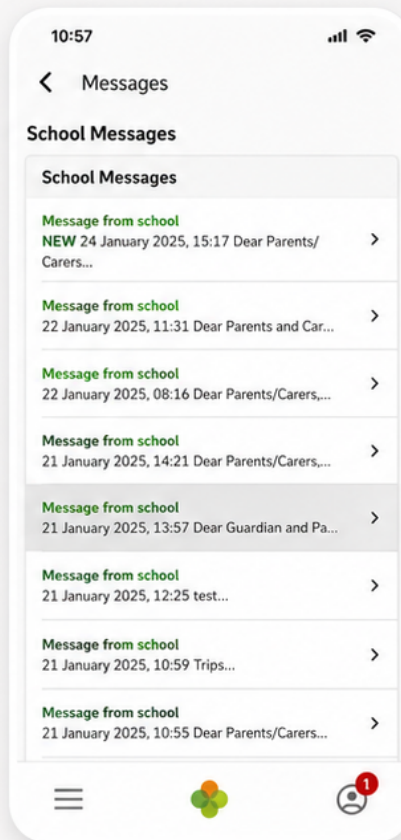 10:57
Messages
School Messages
School Messages
Message from school
NEW 24 January 2025, 15:17 Dear Parents/
Carers...
Message from school
22 January 2025, 11:31 Dear Parents and Car...
Message from school
22 January 2025, 08:16 Dear Parents/Carers,...
Message from school
21 January 2025, 14:21 Dear Parents/Carers,...
Message from school
21 January 2025, 13:57 Dear Guardian and Pa...
Message from school
21 January 2025, 12:25 test...
Message from school
21 January 2025, 10:59 Trips...
Message from school
21 January 2025, 10:55 Dear Parents/Carers...
1